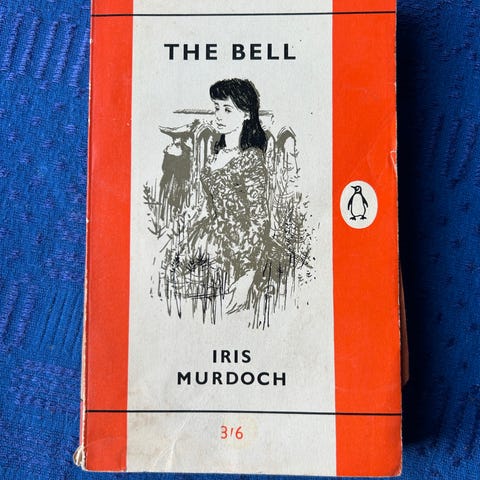 THE BELL
IRIS
MURDOCH
3/6